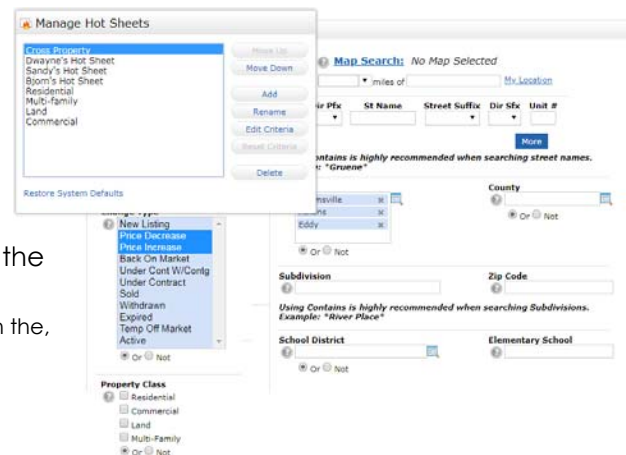 Manage Hot Sheets
Cross Property
Dwayne's Hot Sheet
Sandy's Hot Sheet
Bjorn's Hot Sheet
Residential
Multi-family
Land
Commercial
Move Up
Move Down
Add
Rename
Edit Criteria
Reset Criteria
Delete
Restore System Defaults
Map Search: No Map Selected
miles of
My Location
Dir Pfx St Name Street Suffix Dir Sfx Unit #
More
ontains is highly recommended when searching street names.
: "Gruene"
County
Eddy
Or Not
Or Not
the
n the,
Change Type
New Listing
Price Decrease
Price Increase
Back On Market
Under Cont W/Contg
Under Contract
Sold
Withdrawn
Expired
Temp Off Market
Active
Or Not
Subdivision
Zip Code
Using Contains is highly recommended when searching Subdivisions.
Example: "River Place"
School District
Elementary School
Or Not
Property Class
Residential
Commercial
Land
Multi-Family
Or Not